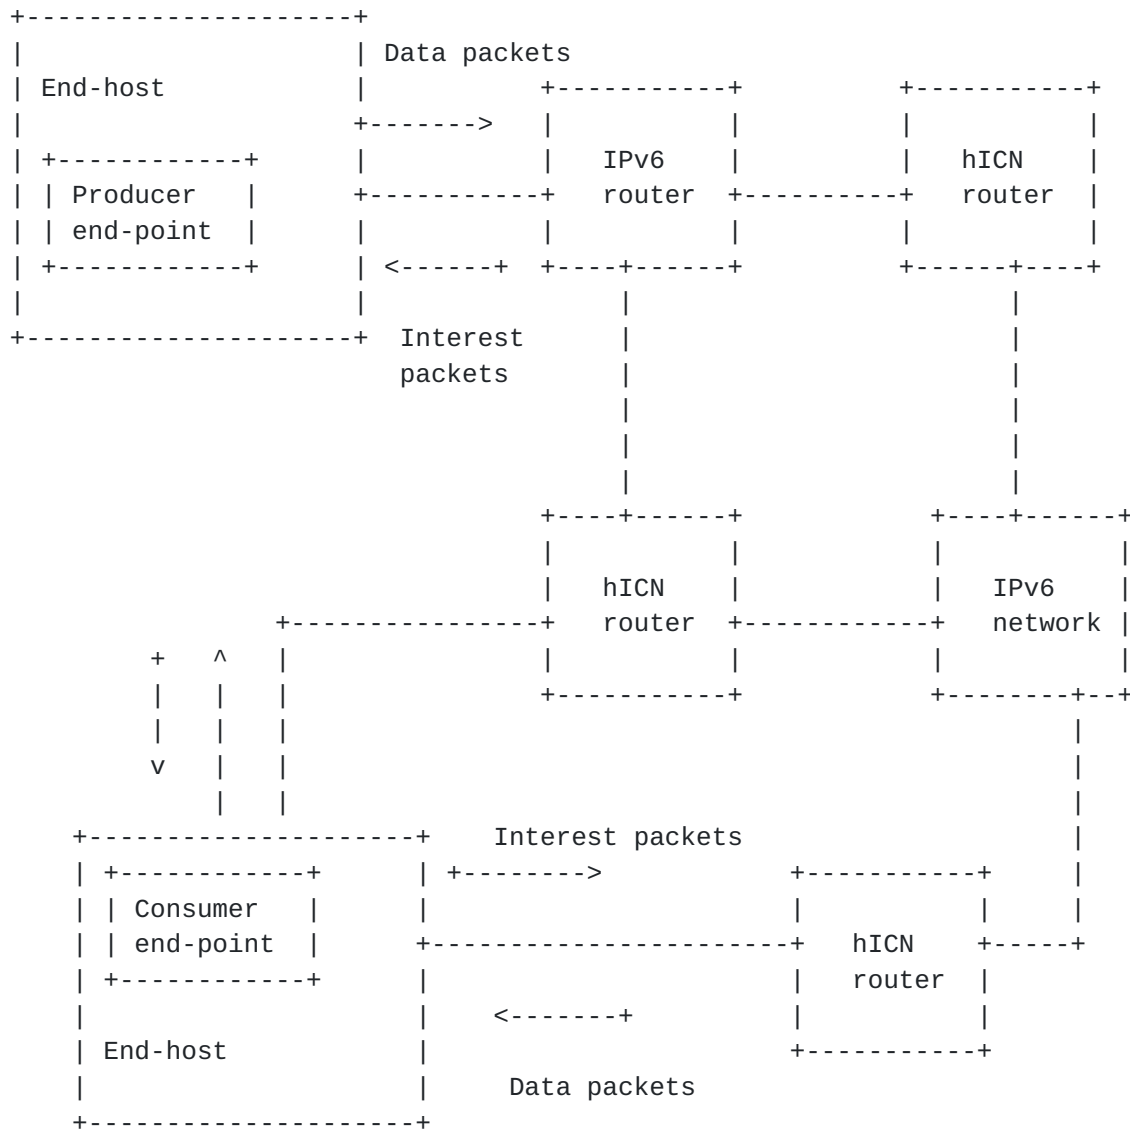 Data packets
End-host
IPv6
router
hICN
router
Producer
end-point
Interest
packets
hICN
router
IPv6
network
Interest packets
Consumer
end-point
hICN
router
End-host
Data packets